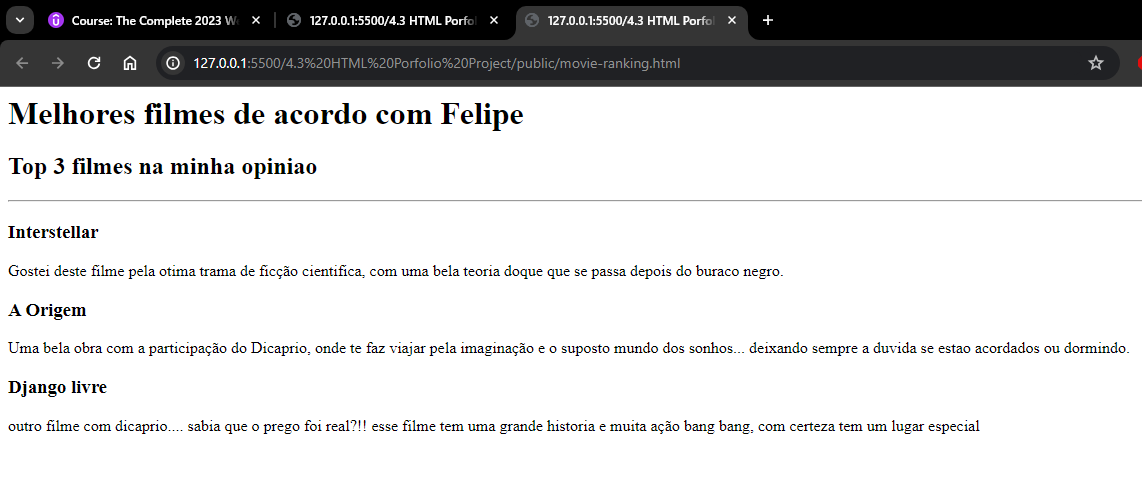 Course: The Complete 2023 We
127.0.0.1:5500/4.3 HTML Porfol
127.0.0.1:5500/4.3 HTML Porfol
127.0.0.1:5500/4.3%20HTML%20Porfolio%20Project/public/movie-ranking.html
Melhores filmes de acordo com Felipe
Top 3 filmes na minha opiniao
Interstellar
Gostei deste filme pela otima trama de ficção cientifica, com uma bela teoria doque que se passa depois do buraco negro.
A Origem
Uma bela obra com a participação do Dicaprio, onde te faz viajar pela imaginação e o suposto mundo dos sonhos... deixando sempre a duvida se estao acordados ou dormindo.
Django livre
outro filme com dicaprio.... sabia que o prego foi real?!! esse filme tem uma grande historia e muita ação bang bang, com certeza tem um lugar especial